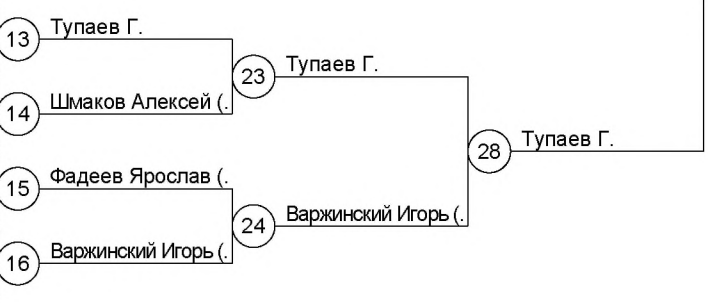 13 Тупаев Г.
23 Тупаев Г.
14 Шмаков Алексей (.
28 Тупаев Г.
15 Фадеев Ярослав (.
24 Варжинский Игорь (.
16 Варжинский Игорь (.